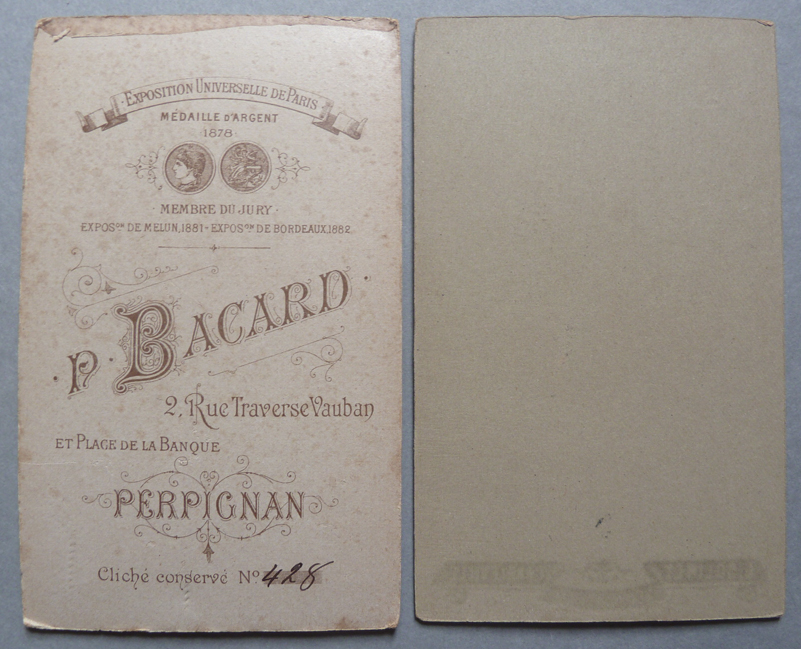 EXPOSITION UNIVERSELLE DE PARIS
MEDAILLE D'ARGENT
1878
· MEMBRE DU JURY ·
EXPOSON DE MELUN, 1881 - EXPOSON DE BORDEAUX, 1882
· P. BACARD ·
2, Rue Traverse Vauban
ET PLACE DE LA BANQUE
PERPIGNAN
Cliché conservé No 428